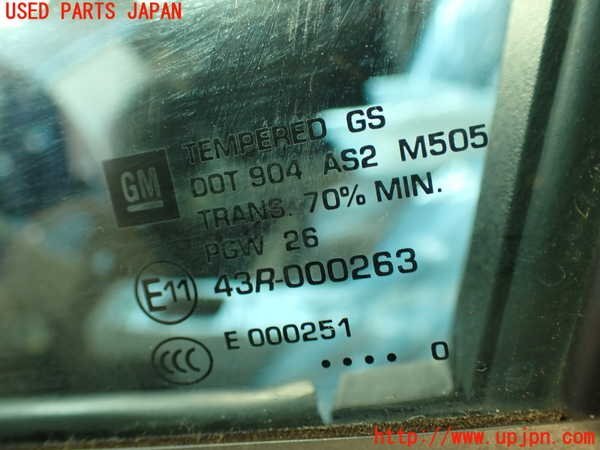 USED PARTS JAPAN
TEMPERED GS
GM DOT 904 AS2 M505
TRANS. 70% MIN.
PGW 26
E11 43R-000263
CCC E 000251
•••• 0
http://www.upjpn.com